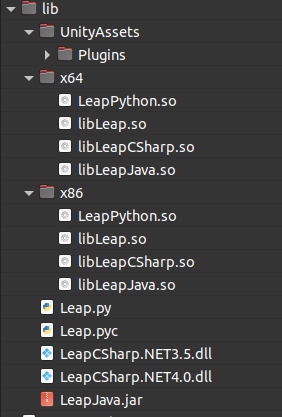 lib
UnityAssets
Plugins
x64
LeapPython.so
libLeap.so
libLeapCSharp.so
libLeapJava.so
x86
LeapPython.so
libLeap.so
libLeapCSharp.so
libLeapJava.so
Leap.py
Leap.pyc
LeapCSharp.NET3.5.dll
LeapCSharp.NET4.0.dll
LeapJava.jar